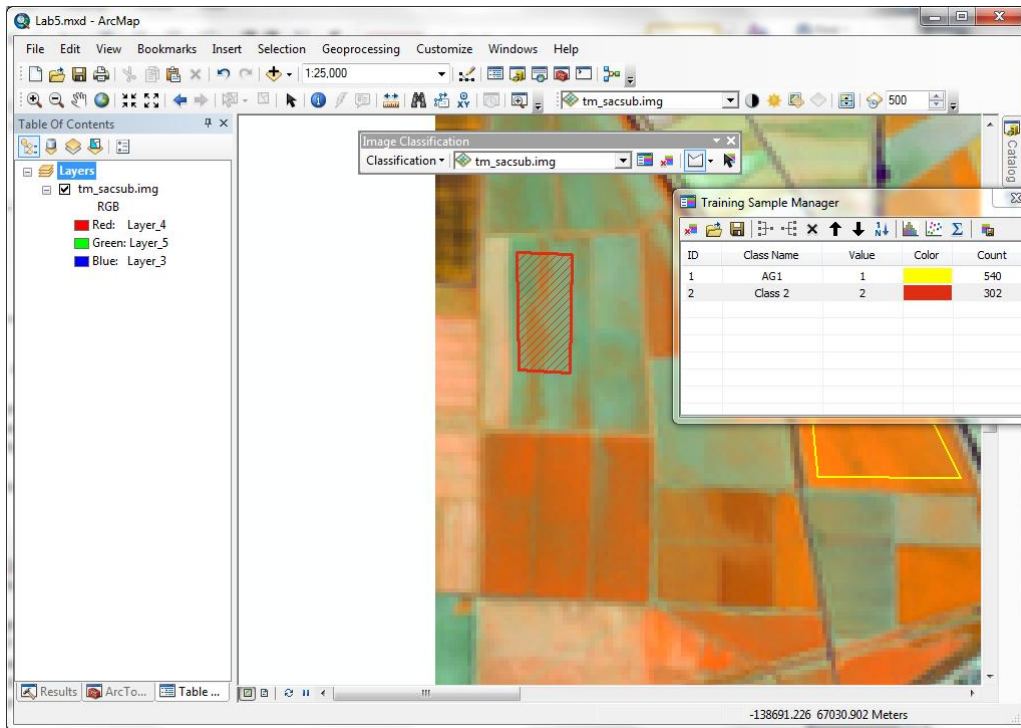 Lab5.mxd - ArcMap
File Edit View Bookmarks Insert Selection Geoprocessing Customize Windows Help
1:25,000
tm_sacsub.img 500
Table Of Contents
Layers
tm_sacsub.img
RGB
Red: Layer_4
Green: Layer_5
Blue: Layer_3
Image Classification
Classification tm_sacsub.img
Catalog
Training Sample Manager
ID Class Name Value Color Count
1 AG1 1 540
2 Class 2 2 302
Results ArcTo... Table ...
-138691.226 67030.902 Meters